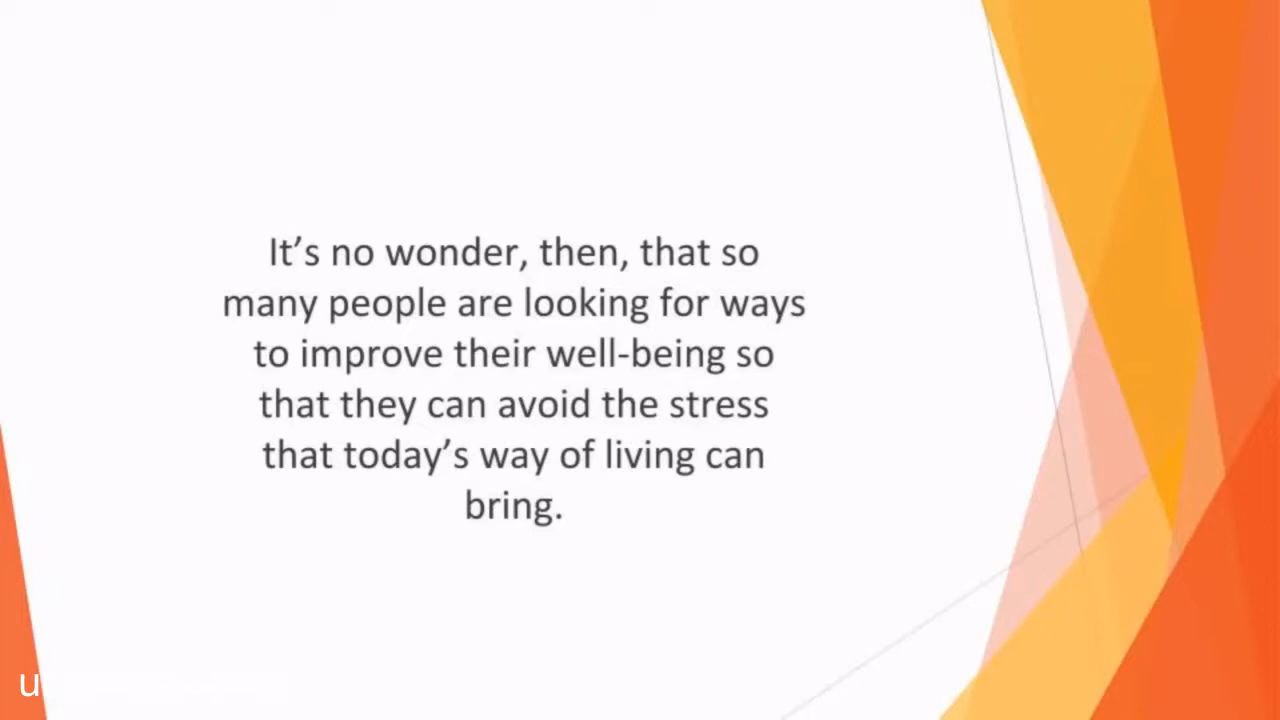 It’s no wonder, then, that so
many people are looking for ways
to improve their well-being so
that they can avoid the stress
that today’s way of living can
bring.
u